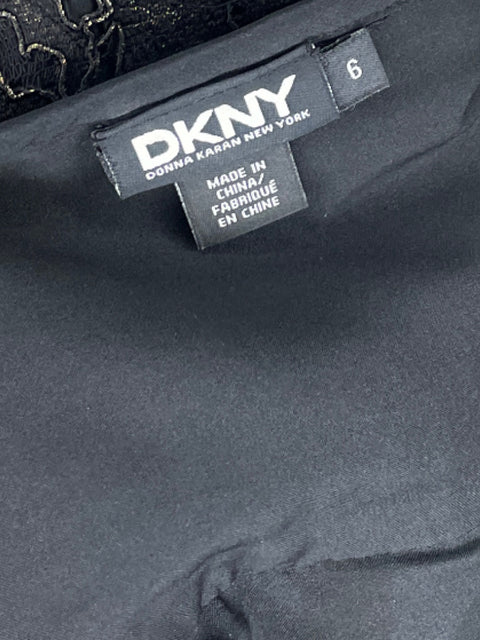 DKNY
DONNA KARAN NEW YORK
6
MADE IN
CHINA/
FABRIQUÉ
EN CHINE